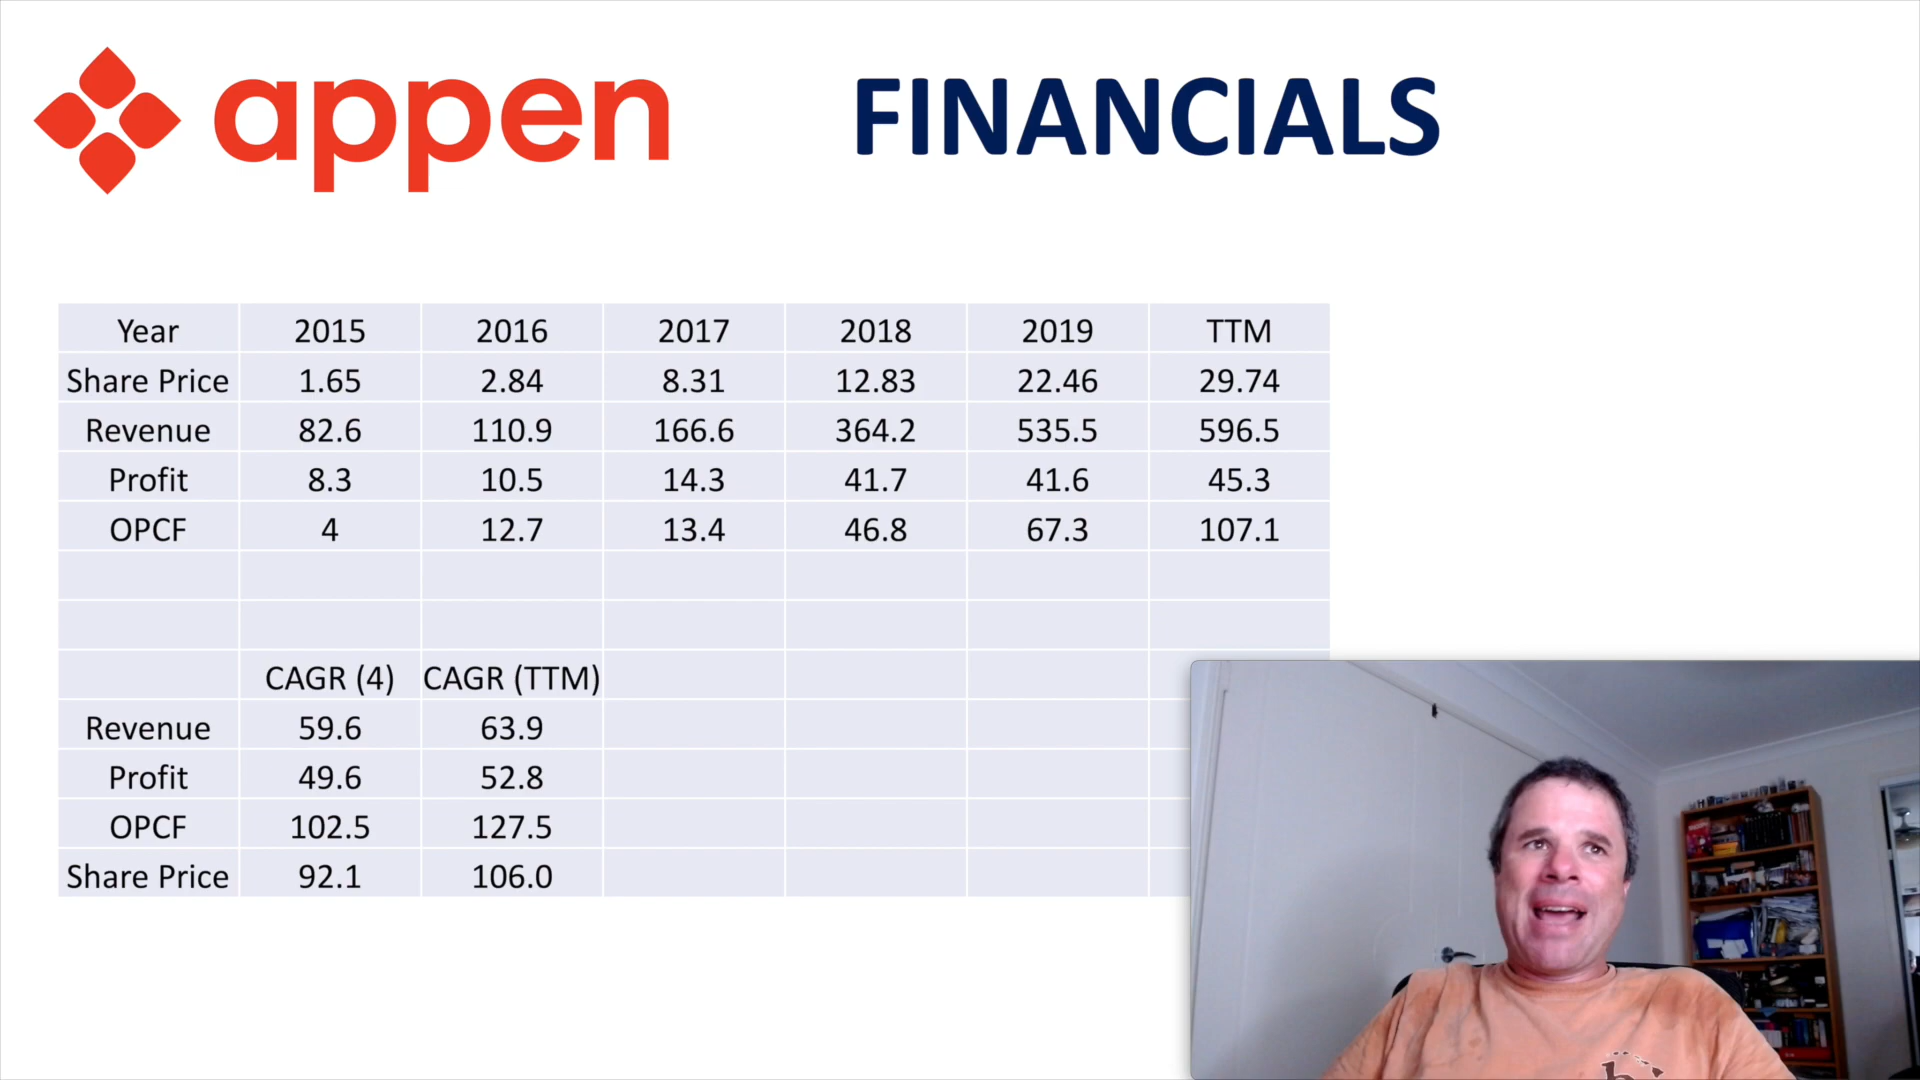 appen FINANCIALS
Year 2015 2016 2017 2018 2019 TTM
Share Price 1.65 2.84 8.31 12.83 22.46 29.74
Revenue 82.6 110.9 166.6 364.2 535.5 596.5
Profit 8.3 10.5 14.3 41.7 41.6 45.3
OPCF 4 12.7 13.4 46.8 67.3 107.1
CAGR (4) CAGR (TTM)
Revenue 59.6 63.9
Profit 49.6 52.8
OPCF 102.5 127.5
Share Price 92.1 106.0